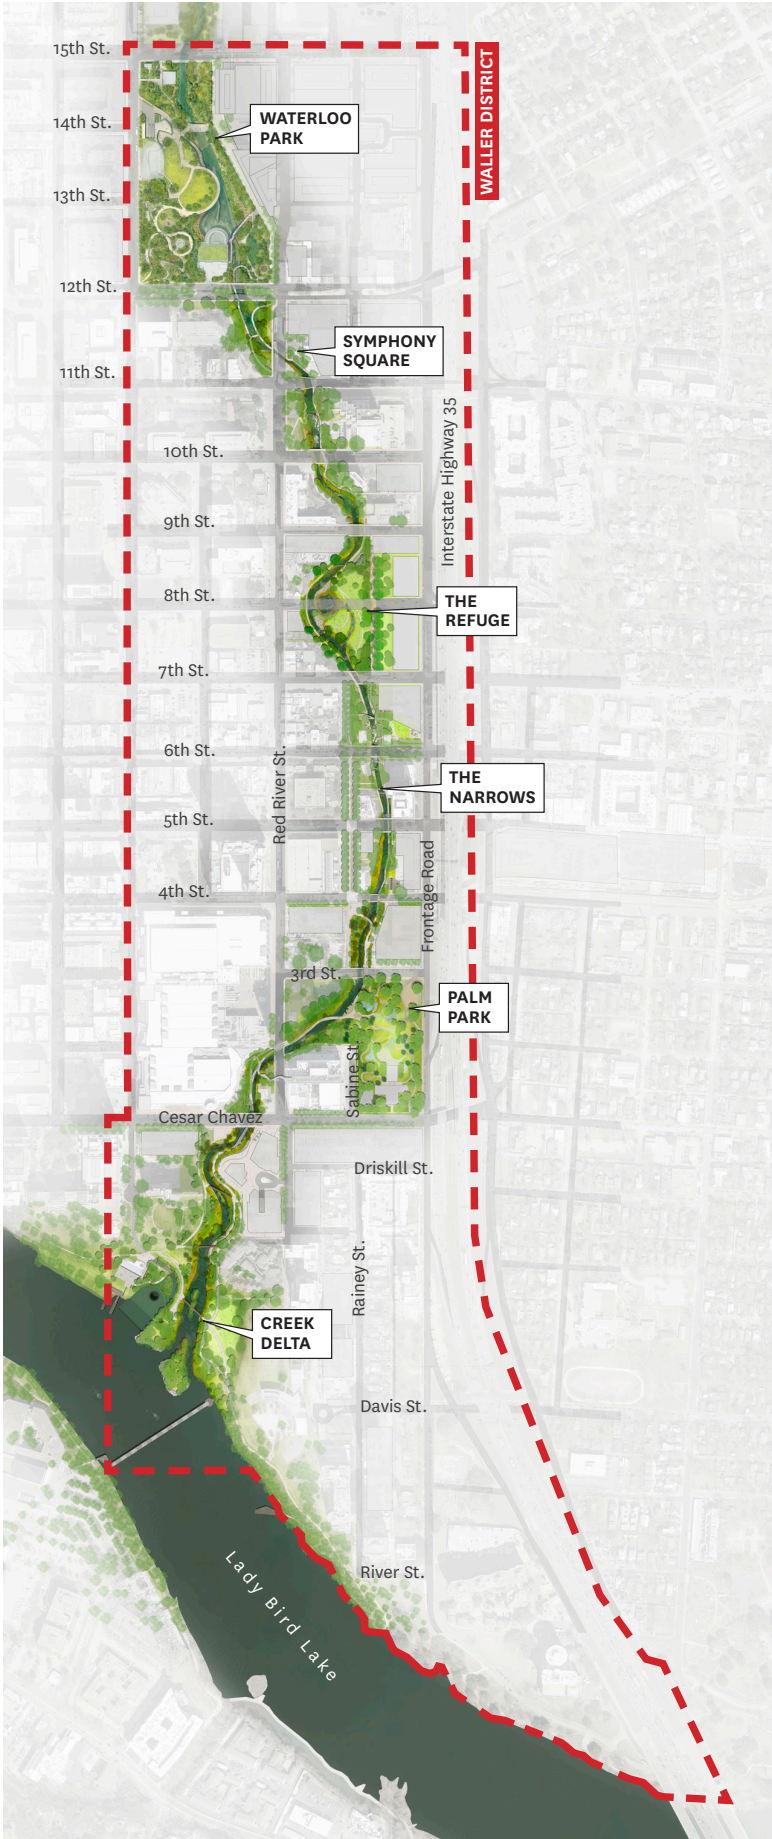 15th St.
WALLER DISTRICT
14th St.
WATERLOO
PARK
13th St.
12th St.
SYMPHONY
SQUARE
11th St.
Interstate Highway 35
10th St.
9th St.
8th St.
THE
REFUGE
7th St.
6th St.
Red River St.
THE
NARROWS
5th St.
Frontage Road
4th St.
3rd St.
PALM
PARK
Sabine St.
Cesar Chavez
Driskill St.
Rainey St.
CREEK
DELTA
Davis St.
River St.
Lady Bird Lake